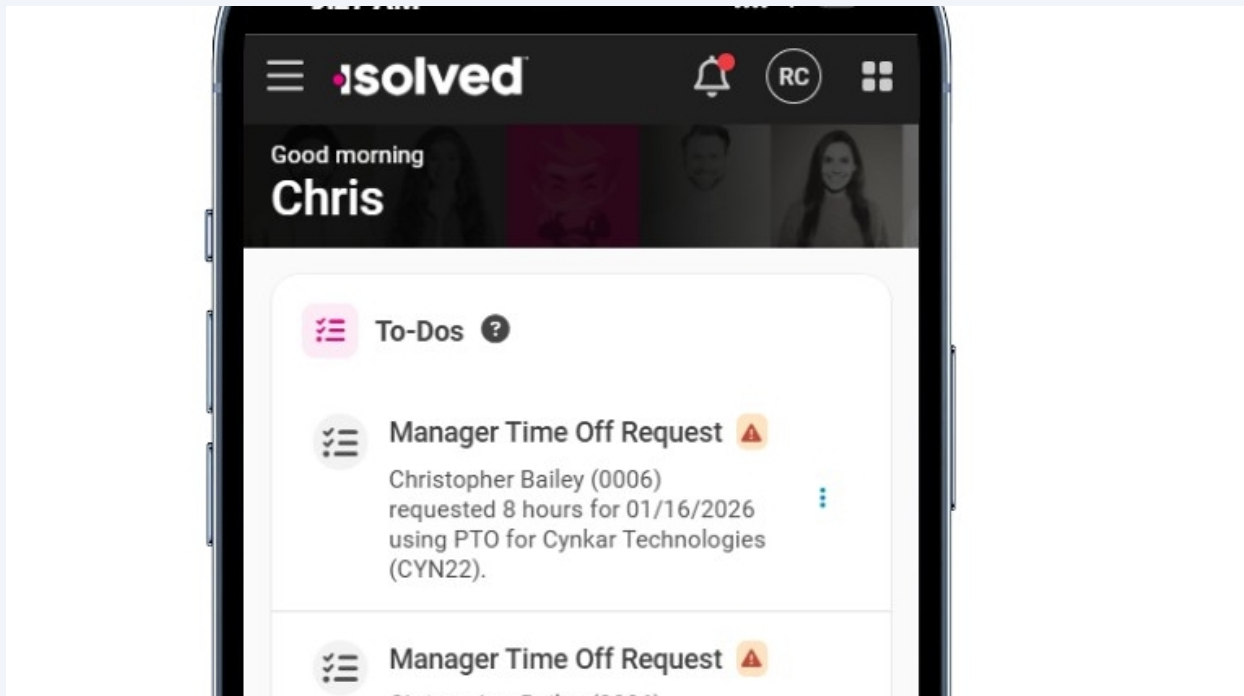 isolved
RC
Good morning
Chris
To-Dos ?
Manager Time Off Request
Christopher Bailey (0006)
requested 8 hours for 01/16/2026
using PTO for Cynkar Technologies
(CYN22).
Manager Time Off Request